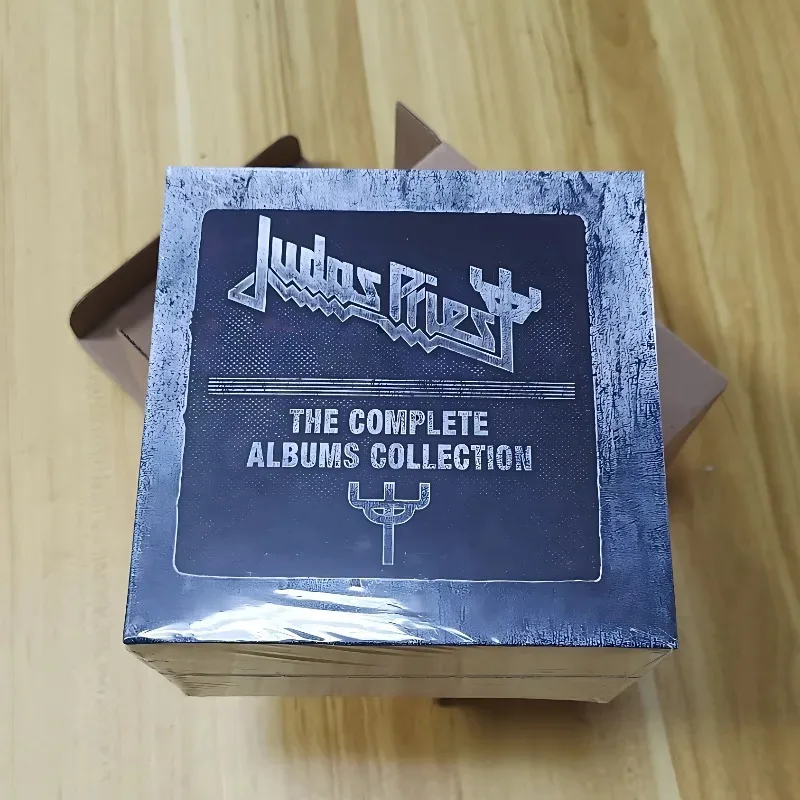 Judas Priest
THE COMPLETE
ALBUMS COLLECTION